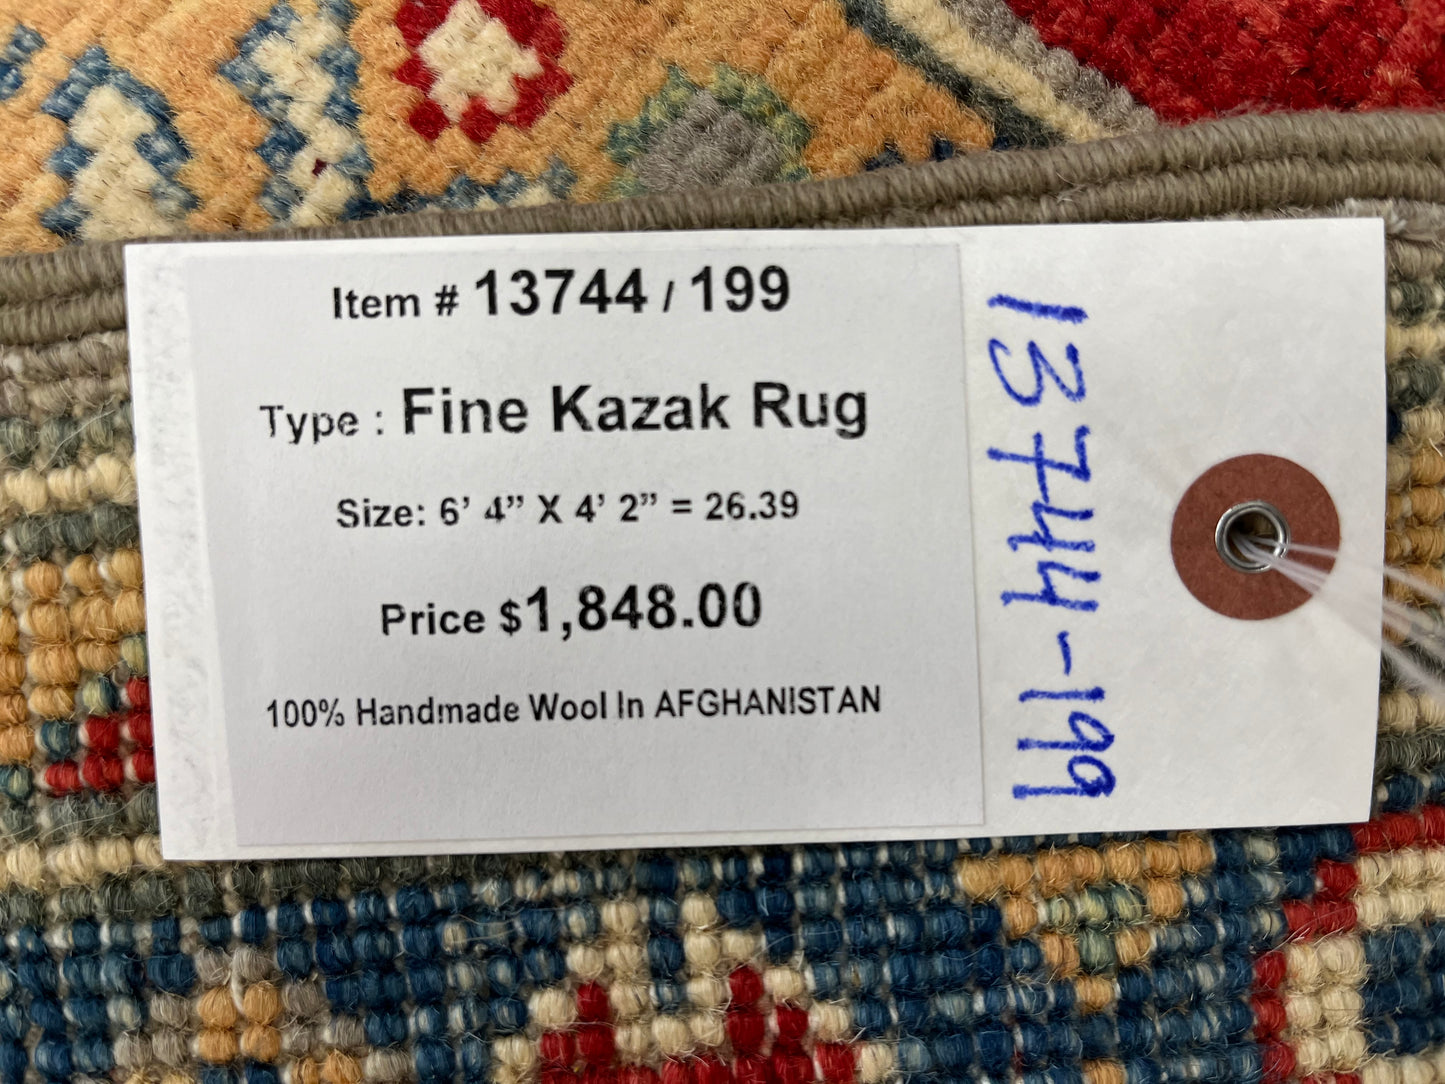 Item # 13744 / 199
Type : Fine Kazak Rug
Size: 6’ 4” X 4’ 2” = 26.39
Price $1,848.00
100% Handmade Wool In AFGHANISTAN
13744-199